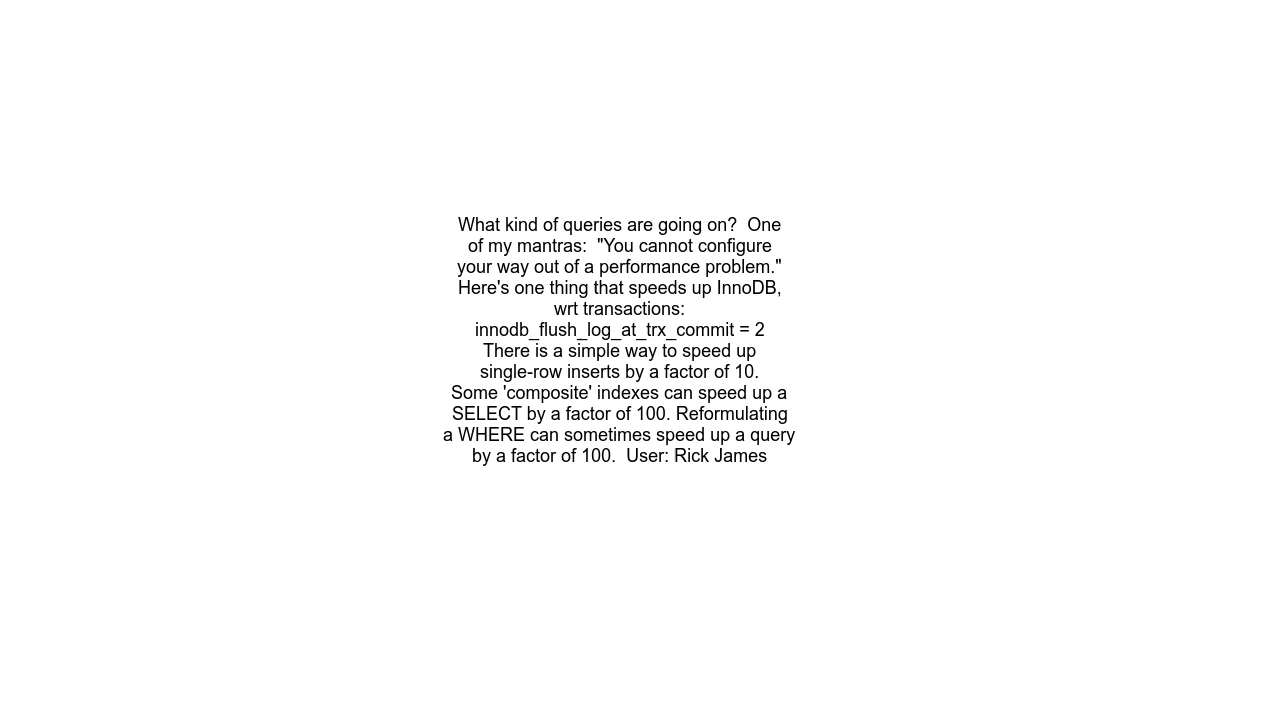 What kind of queries are going on?  One
of my mantras:  "You cannot configure
your way out of a performance problem."
Here's one thing that speeds up InnoDB,
wrt transactions:
innodb_flush_log_at_trx_commit = 2
There is a simple way to speed up
single-row inserts by a factor of 10.
Some 'composite' indexes can speed up a
SELECT by a factor of 100. Reformulating
a WHERE can sometimes speed up a query
by a factor of 100.  User: Rick James